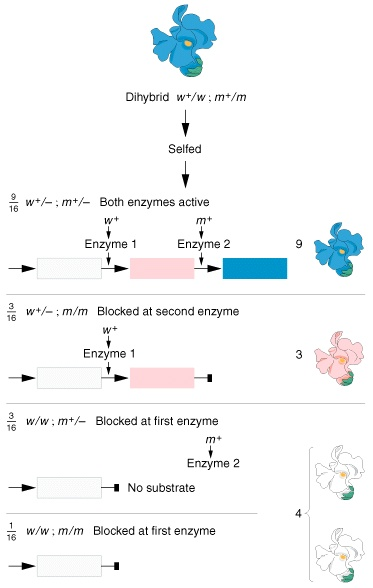 Dihybrid w⁺/w ; m⁺/m
Selfed
9/16 w⁺/– ; m⁺/– Both enzymes active
w⁺ m⁺
Enzyme 1 Enzyme 2
9
3/16 w⁺/– ; m/m Blocked at second enzyme
w⁺
Enzyme 1
3
3/16 w/w ; m⁺/– Blocked at first enzyme
m⁺
Enzyme 2
No substrate
4
1/16 w/w ; m/m Blocked at first enzyme